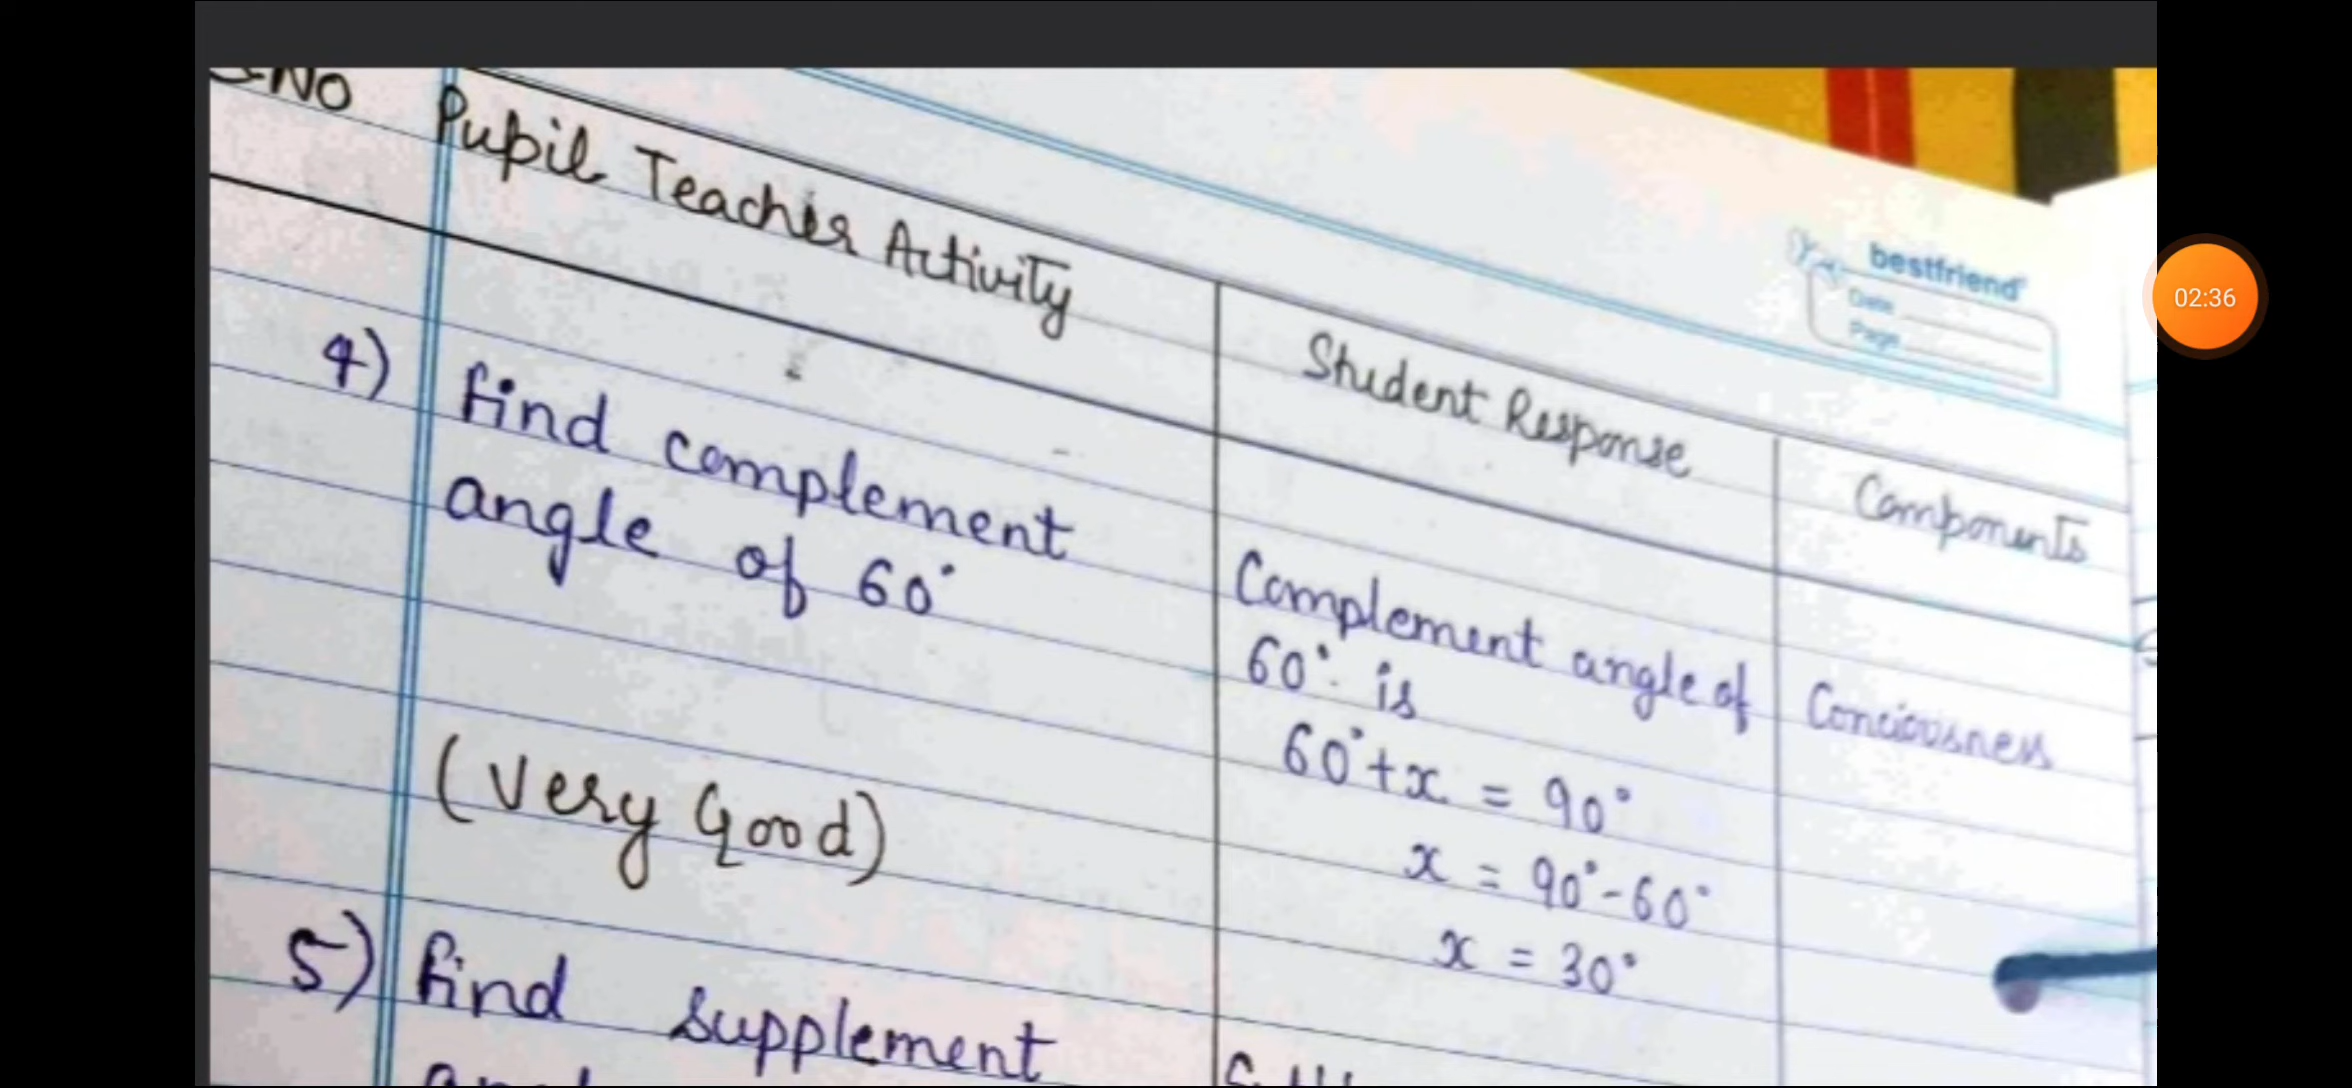 S.No Pupil Teacher Activity
Student Response
Components
bestfriend
Date
Page
02:36
4) find complement
angle of 60°
Complement angle of
60° is
60°+x = 90°
x = 90°-60°
x = 30°
Conciousness
(Very Good)
5) find supplement